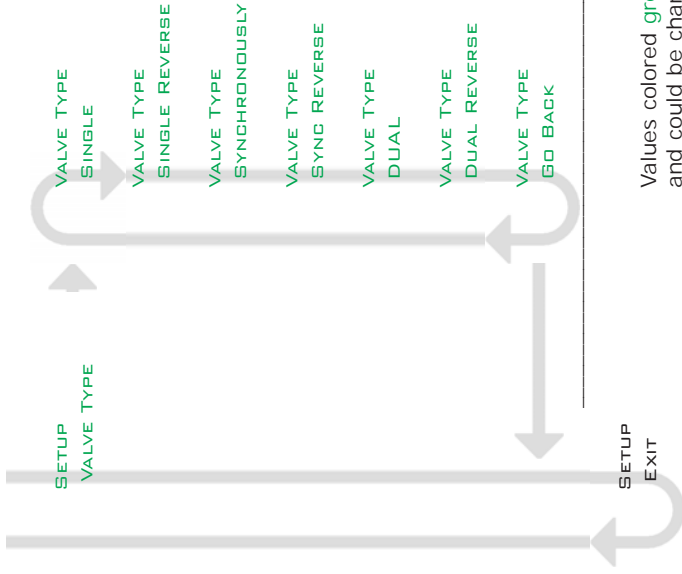 Setup
Valve Type
Setup
Exit
Valve Type
Single
Valve Type
Single Reverse
Valve Type
Synchronously
Valve Type
Sync Reverse
Valve Type
Dual
Valve Type
Dual Reverse
Valve Type
Go Back
Values colored
and could be